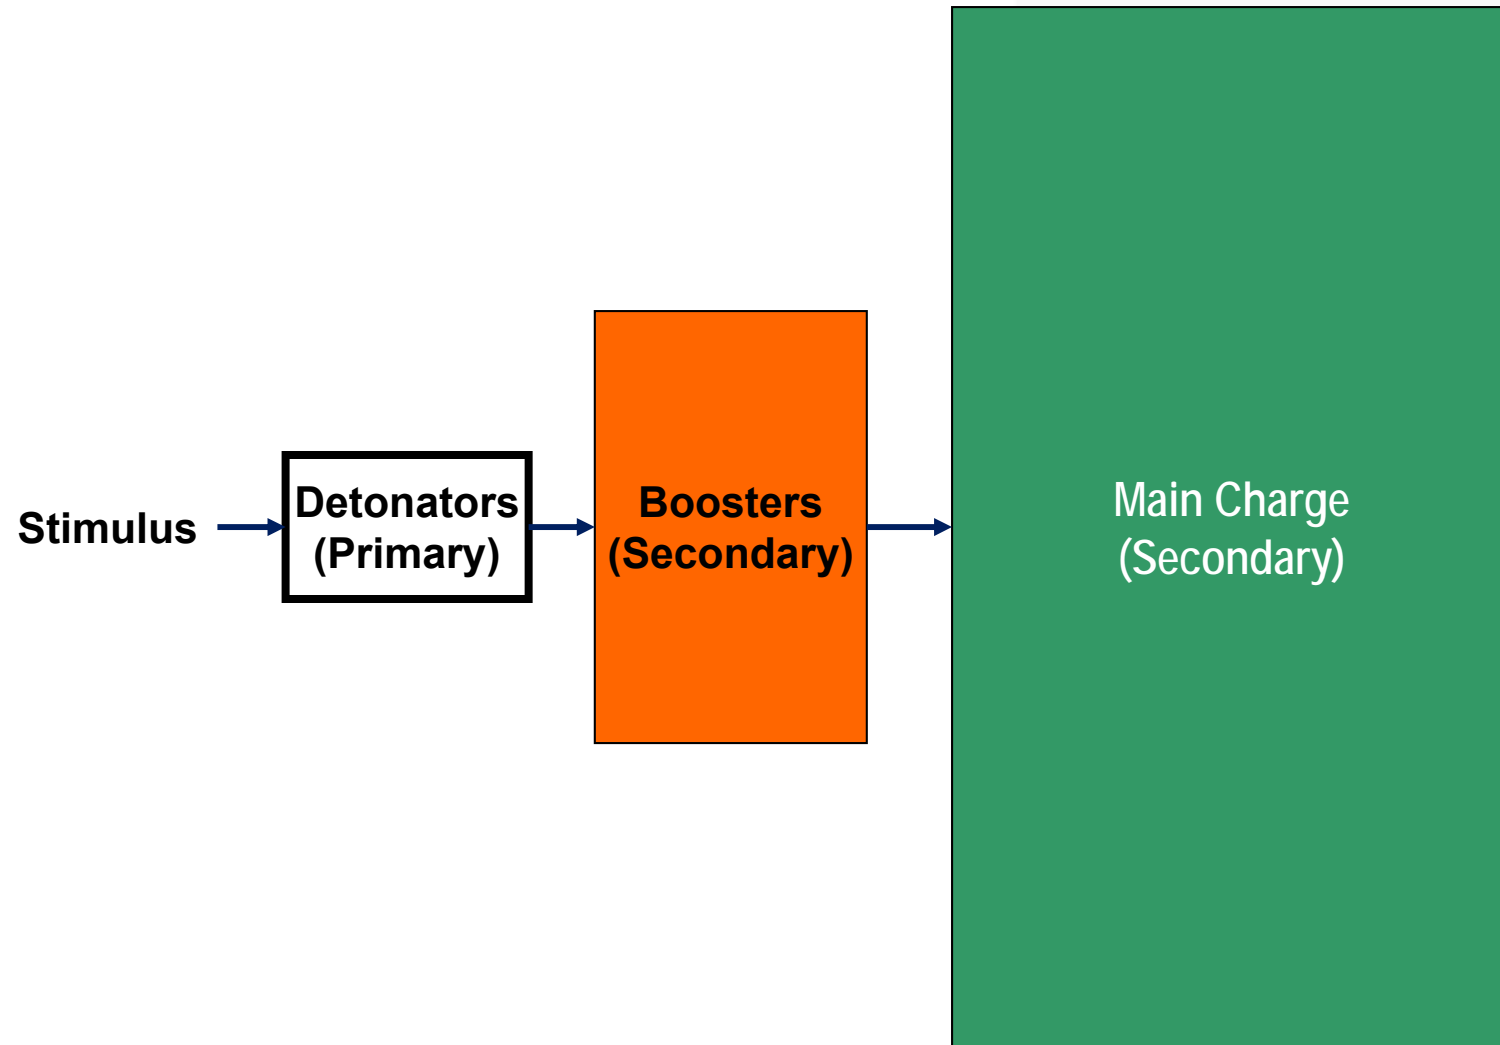 Stimulus
Detonators
(Primary)
Boosters
(Secondary)
Main Charge
(Secondary)